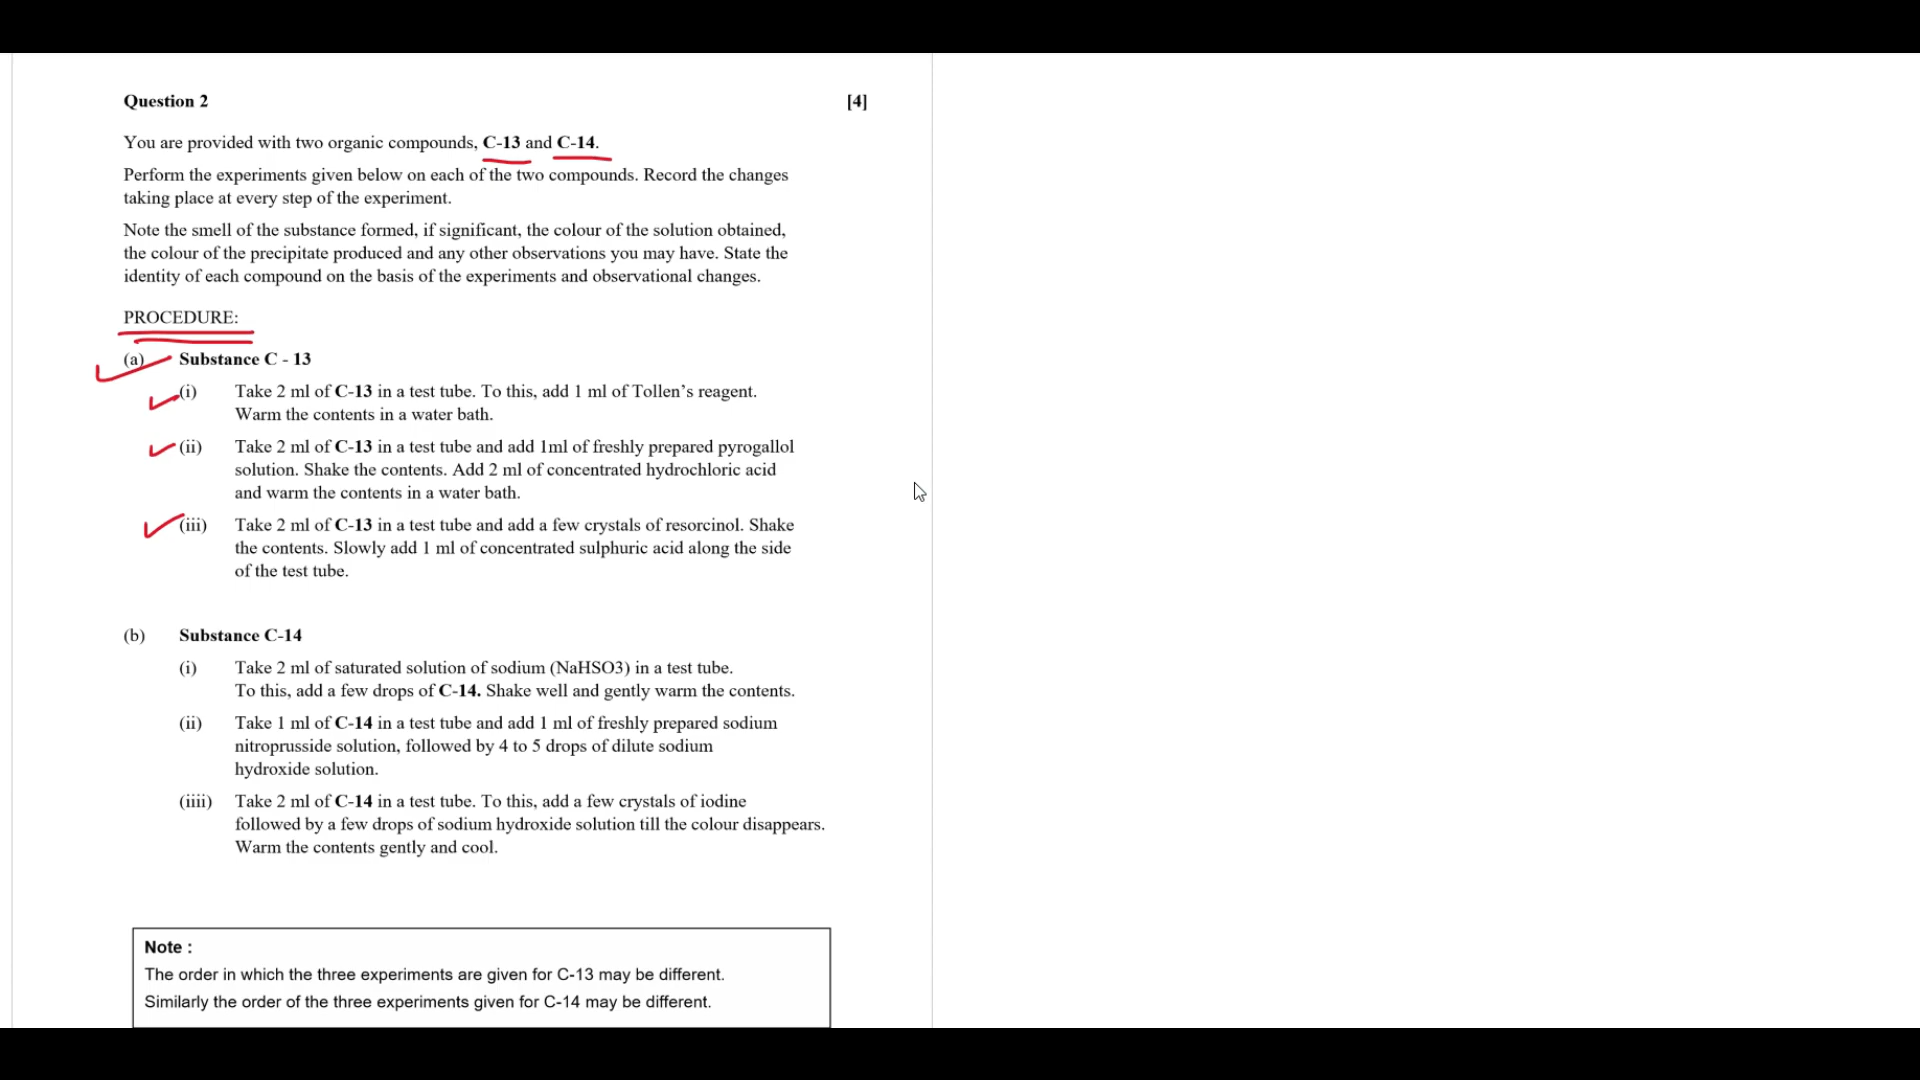 Question 2 [4]
You are provided with two organic compounds, C-13 and C-14.
Perform the experiments given below on each of the two compounds. Record the changes
taking place at every step of the experiment.
Note the smell of the substance formed, if significant, the colour of the solution obtained,
the colour of the precipitate produced and any other observations you may have. State the
identity of each compound on the basis of the experiments and observational changes.
PROCEDURE:
(a) Substance C - 13
(i) Take 2 ml of C-13 in a test tube. To this, add 1 ml of Tollen’s reagent.
Warm the contents in a water bath.
(ii) Take 2 ml of C-13 in a test tube and add 1ml of freshly prepared pyrogallol
solution. Shake the contents. Add 2 ml of concentrated hydrochloric acid
and warm the contents in a water bath.
(iii) Take 2 ml of C-13 in a test tube and add a few crystals of resorcinol. Shake
the contents. Slowly add 1 ml of concentrated sulphuric acid along the side
of the test tube.
(b) Substance C-14
(i) Take 2 ml of saturated solution of sodium (NaHSO3) in a test tube.
To this, add a few drops of C-14. Shake well and gently warm the contents.
(ii) Take 1 ml of C-14 in a test tube and add 1 ml of freshly prepared sodium
nitroprusside solution, followed by 4 to 5 drops of dilute sodium
hydroxide solution.
(iiii) Take 2 ml of C-14 in a test tube. To this, add a few crystals of iodine
followed by a few drops of sodium hydroxide solution till the colour disappears.
Warm the contents gently and cool.
Note :
The order in which the three experiments are given for C-13 may be different.
Similarly the order of the three experiments given for C-14 may be different.